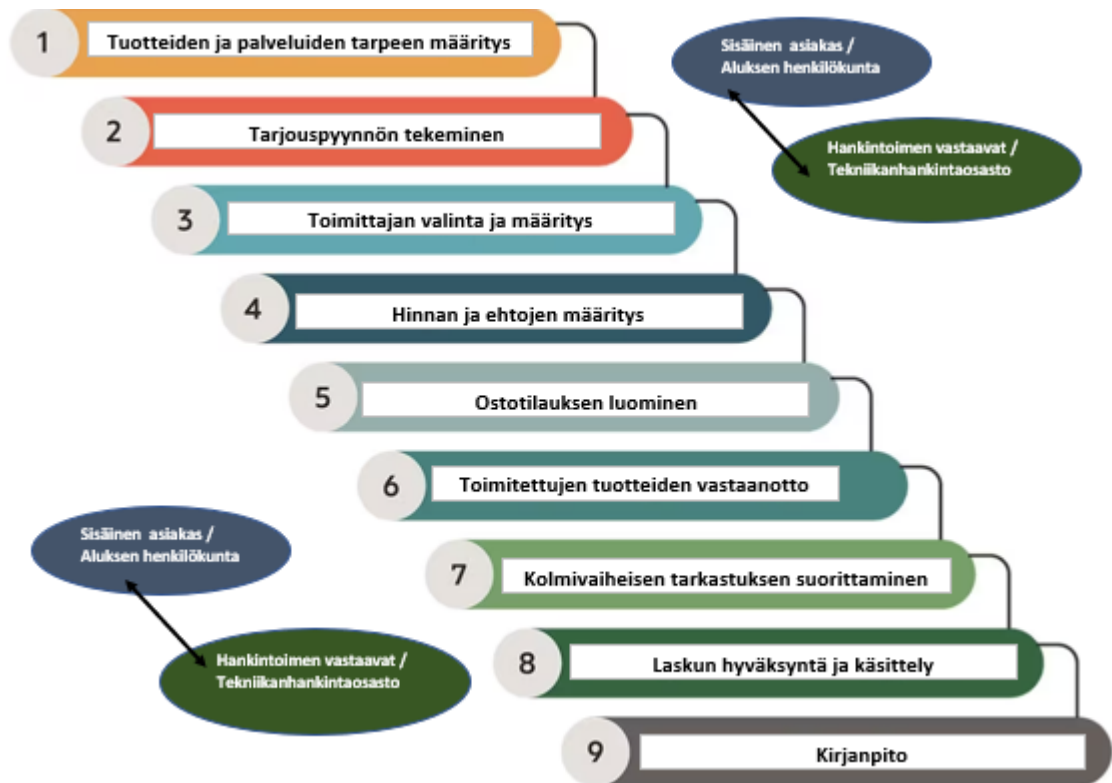 1
Tuotteiden ja palveluiden tarpeen määritys
Sisäinen asiakas /
Aluksen henkilökunta
2
Tarjouspyynnön tekeminen
Hankintoimen vastaavat /
Tekniikanhankintaosasto
3
Toimittajan valinta ja määritys
4
Hinnan ja ehtojen määritys
5
Ostotilauksen luominen
6
Toimitettujen tuotteiden vastaanotto
Sisäinen asiakas /
Aluksen henkilökunta
7
Kolmivaiheisen tarkastuksen suorittaminen
Hankintoimen vastaavat /
Tekniikanhankintaosasto
8
Laskun hyväksyntä ja käsittely
9
Kirjanpito